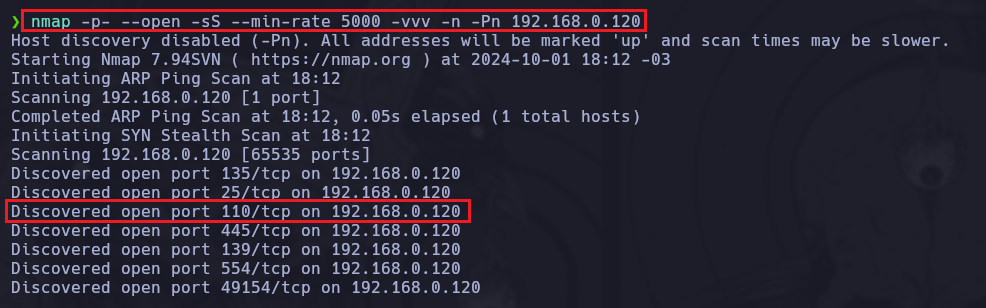 ❯ nmap -p- --open -sS --min-rate 5000 -vvv -n -Pn 192.168.0.120
Host discovery disabled (-Pn). All addresses will be marked 'up' and scan times may be slower.
Starting Nmap 7.94SVN ( https://nmap.org ) at 2024-10-01 18:12 -03
Initiating ARP Ping Scan at 18:12
Scanning 192.168.0.120 [1 port]
Completed ARP Ping Scan at 18:12, 0.05s elapsed (1 total hosts)
Initiating SYN Stealth Scan at 18:12
Scanning 192.168.0.120 [65535 ports]
Discovered open port 135/tcp on 192.168.0.120
Discovered open port 25/tcp on 192.168.0.120
Discovered open port 110/tcp on 192.168.0.120
Discovered open port 445/tcp on 192.168.0.120
Discovered open port 139/tcp on 192.168.0.120
Discovered open port 554/tcp on 192.168.0.120
Discovered open port 49154/tcp on 192.168.0.120